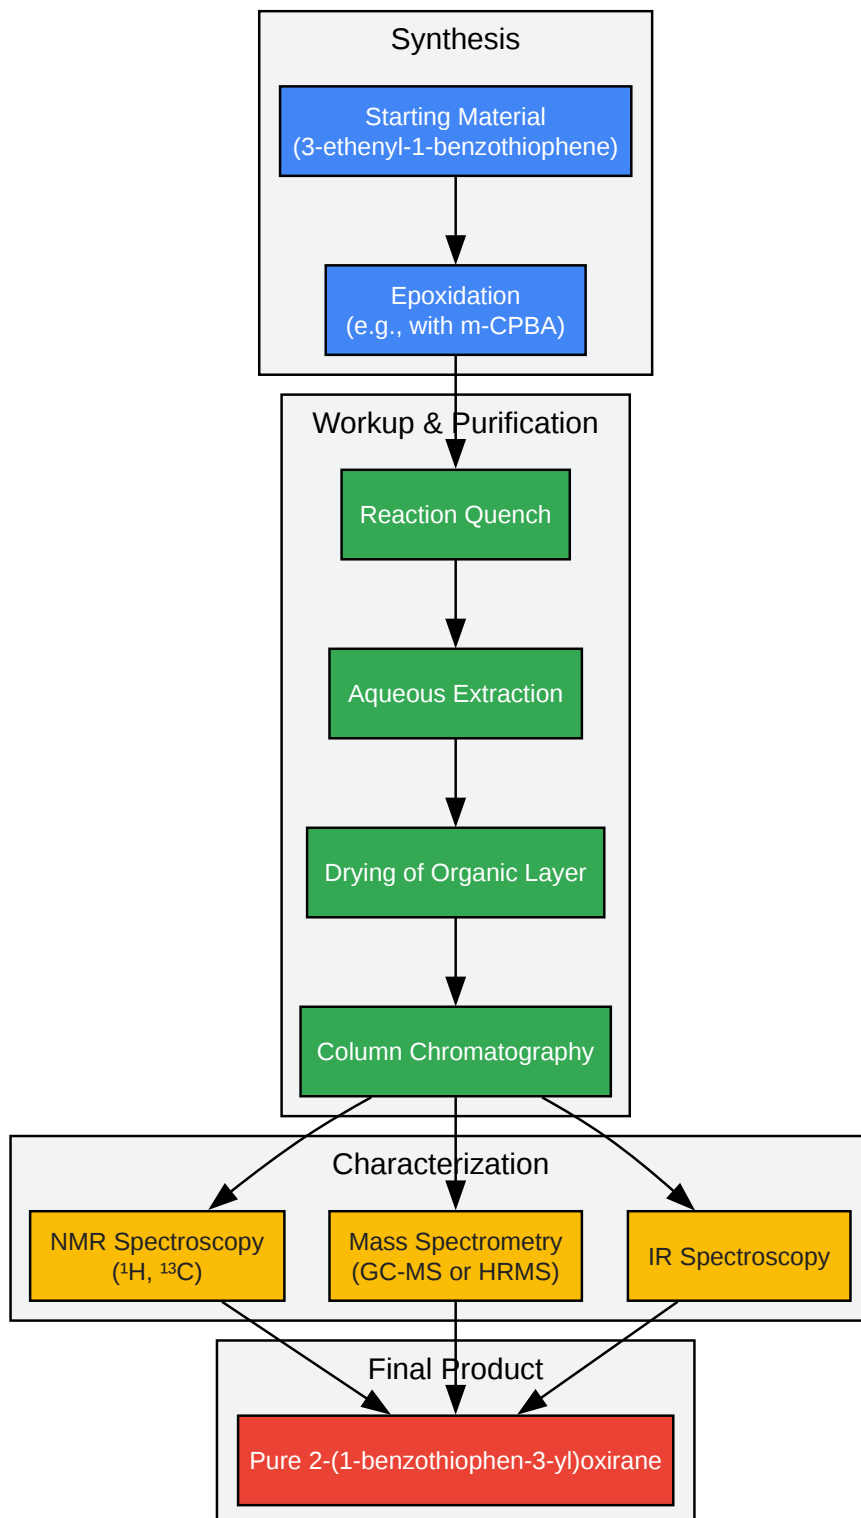 Synthesis
Starting Material
(3-ethenyl-1-benzothiophene)
Epoxidation
(e.g., with m-CPBA)
Workup & Purification
Reaction Quench
Aqueous Extraction
Drying of Organic Layer
Column Chromatography
Characterization
NMR Spectroscopy
(¹H, ¹³C)
Mass Spectrometry
(GC-MS or HRMS)
IR Spectroscopy
Final Product
Pure 2-(1-benzothiophen-3-yl)oxirane